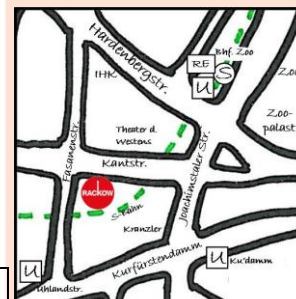 Hardenbergstr.
Bhf. Zoo
RE
S
U
IHK
Zoo
Zoo-
palast
Theater d.
Westens
Fasanenstr.
Kantstr.
Joachimstaler Str.
RACKOW
S-Bahn
Kranzler
Kurfürstendamm
U
Ku'damm
U
Uhlandstr.